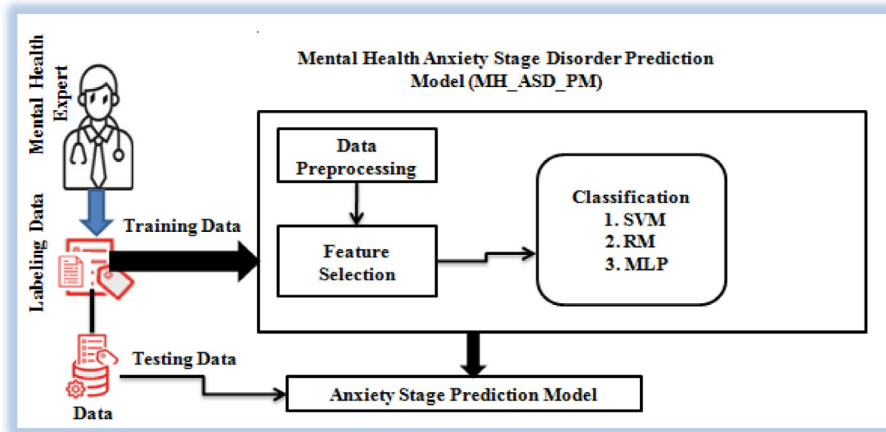 Mental Health Anxiety Stage Disorder Prediction
Model (MH_ASD_PM)
Mental Health
Expert
Data
Preprocessing
Classification
1. SVM
2. RM
3. MLP
Labeling Data
Training Data
Feature
Selection
Testing Data
Data
Anxiety Stage Prediction Model